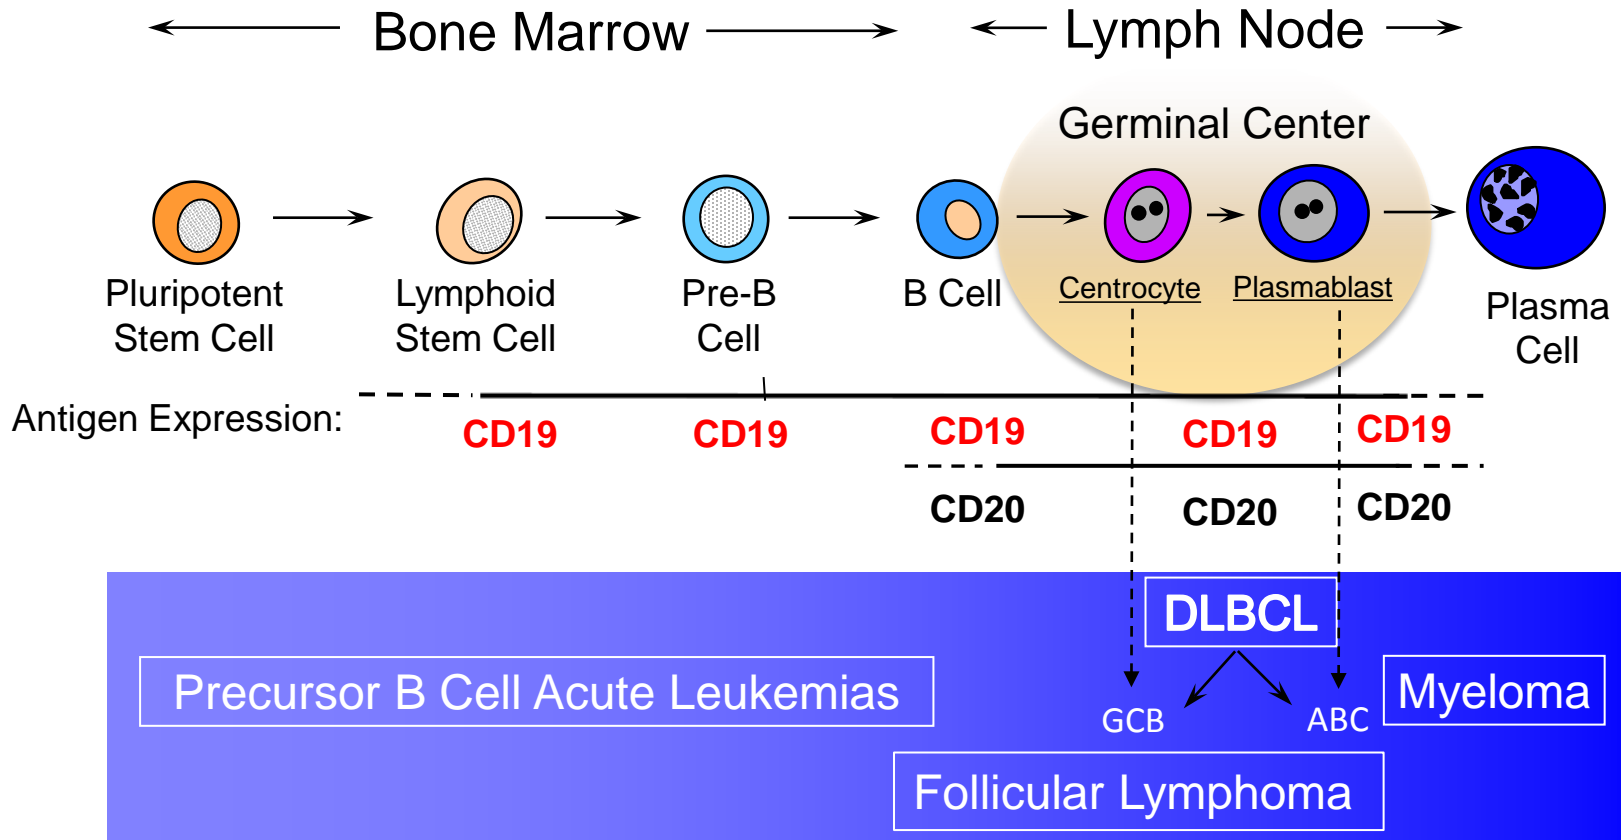 Bone Marrow
Lymph Node
Germinal Center
Pluripotent
Stem Cell
Lymphoid
Stem Cell
Pre-B
Cell
B Cell
Centrocyte
Plasmablast
Plasma
Cell
Antigen Expression:
CD19
CD19
CD19
CD19
CD19
CD20
CD20
CD20
DLBCL
Precursor B Cell Acute Leukemias
Myeloma
GCB
ABC
Follicular Lymphoma